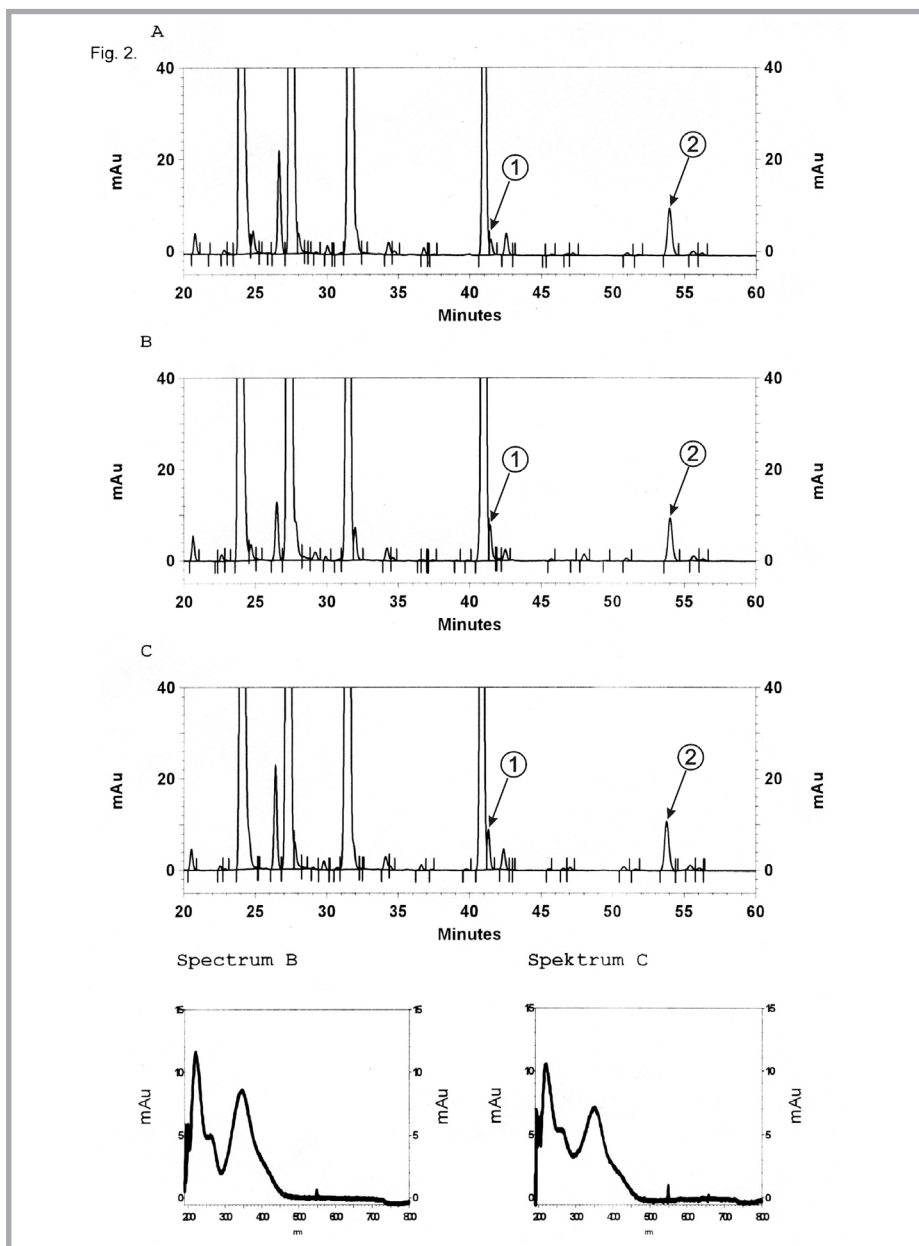 A
Fig. 2.
40 40
mAu 20 20 mAu
1 2
0 0
20 25 30 35 40 45 50 55 60
Minutes
B
40 40
mAu 20 20 mAu
1 2
0 0
20 25 30 35 40 45 50 55 60
Minutes
C
40 40
mAu 20 20 mAu
1 2
0 0
20 25 30 35 40 45 50 55 60
Minutes
Spectrum B Spektrum C
15 15 15 15
10 10 10 10
mAu mAu mAu mAu
5 5 5 5
0 0 0 0
200 300 400 500 600 700 800 200 300 400 500 600 700 800
nm nm